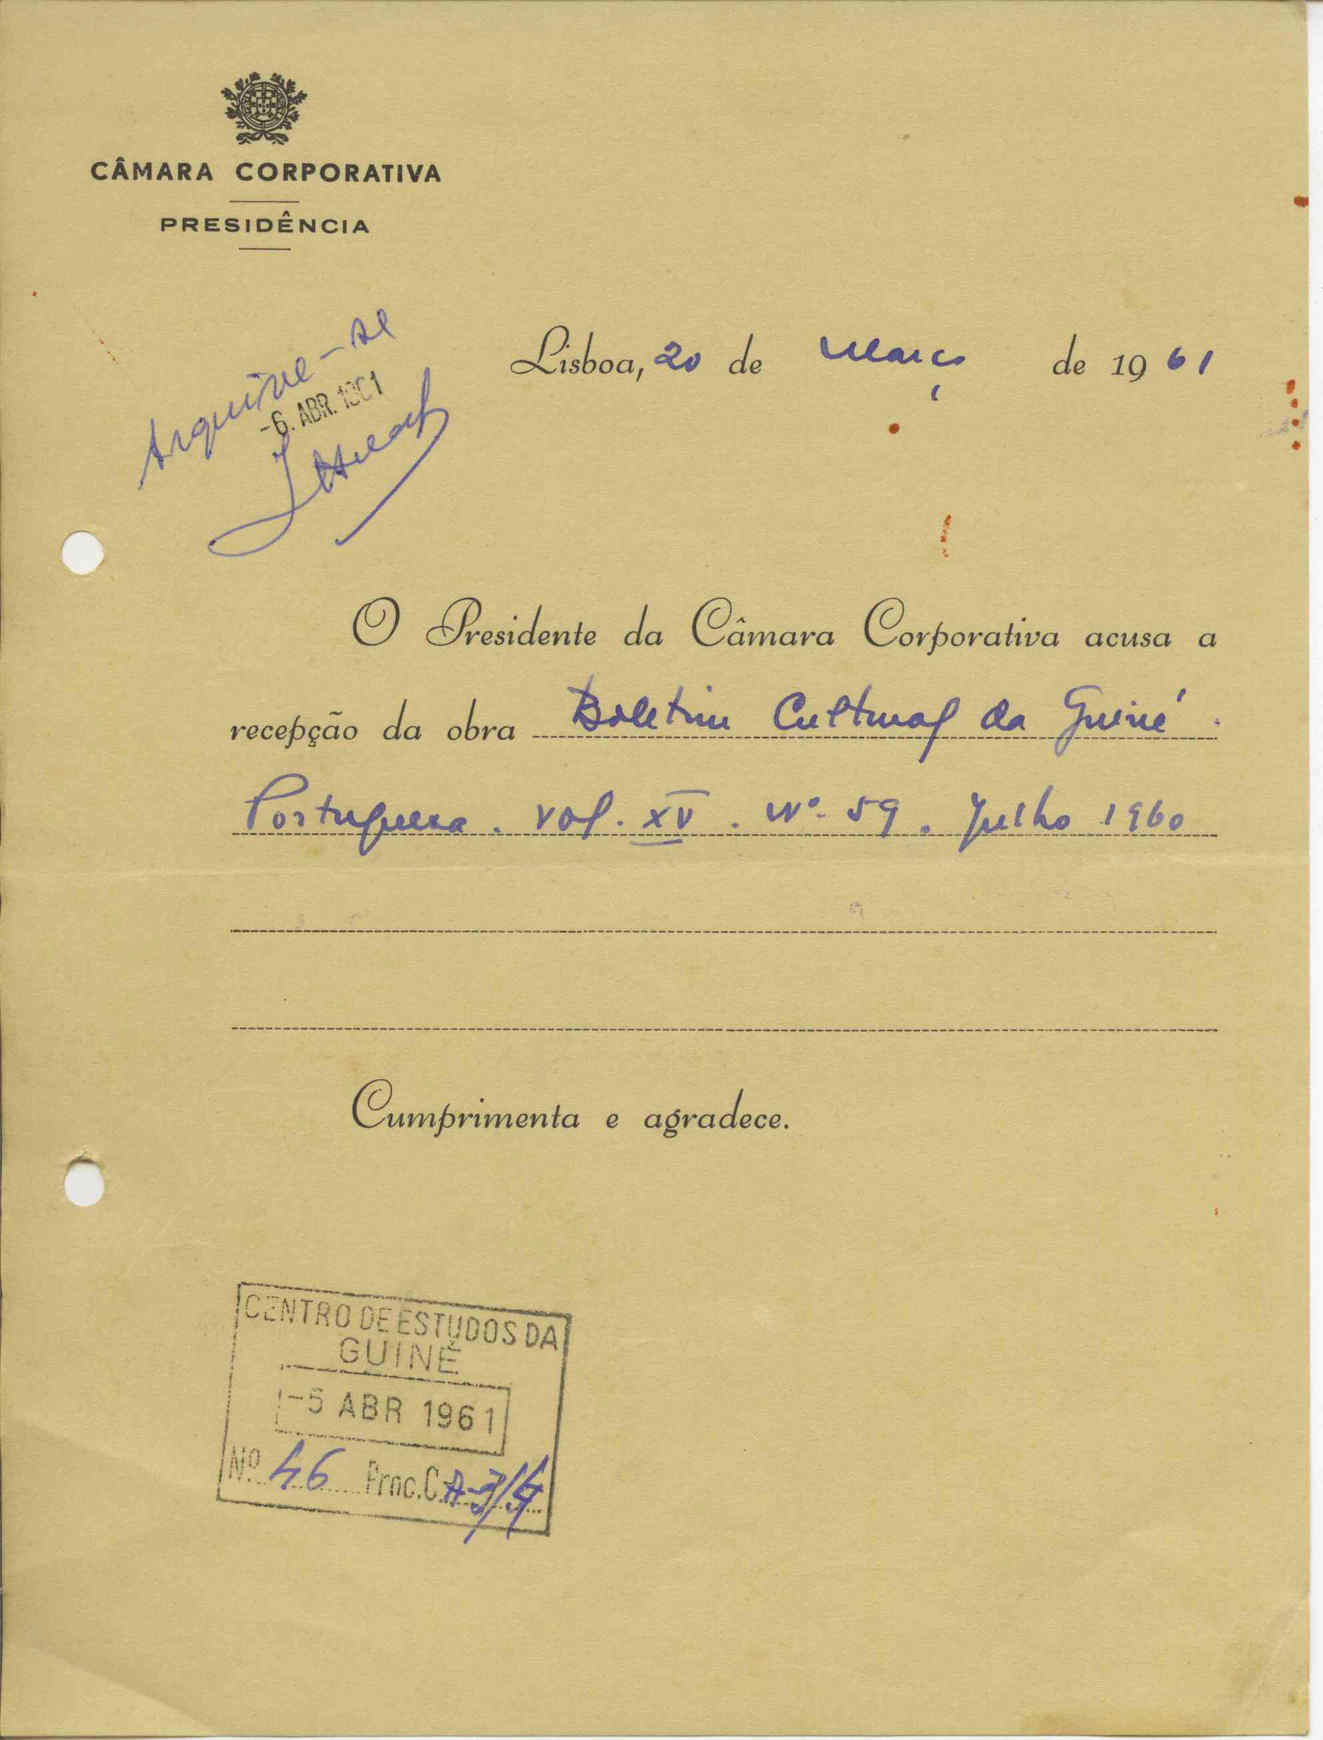 CÂMARA CORPORATIVA
PRESIDÊNCIA
Arquive-se
-6. ABR. 1961
Lisboa, 20 de Março de 1961
O Presidente da Câmara Corporativa acusa a
recepção da obra Boletim Cultural da Guiné
Portuguesa. Vol. XV. Nº. 59. Julho 1960
Cumprimenta e agradece.
CENTRO DE ESTUDOS DA
GUINÉ
-5 ABR 1961
Nº 46 Proc. C.